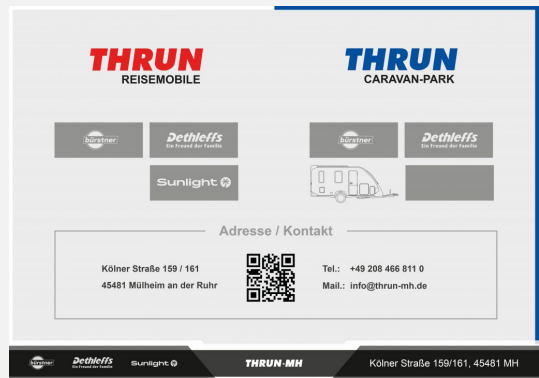 THRUN
REISEMOBILE
THRUN
CARAVAN-PARK
bürstner
Dethleffs
Ein Freund der Familie
bürstner
Dethleffs
Ein Freund der Familie
Sunlight
Adresse / Kontakt
Kölner Straße 159 / 161
45481 Mülheim an der Ruhr
Tel.: +49 208 466 811 0
Mail.: info@thrun-mh.de
bürstner
Dethleffs
Ein Freund der Familie
Sunlight
THRUN-MH
Kölner Straße 159/161, 45481 MH